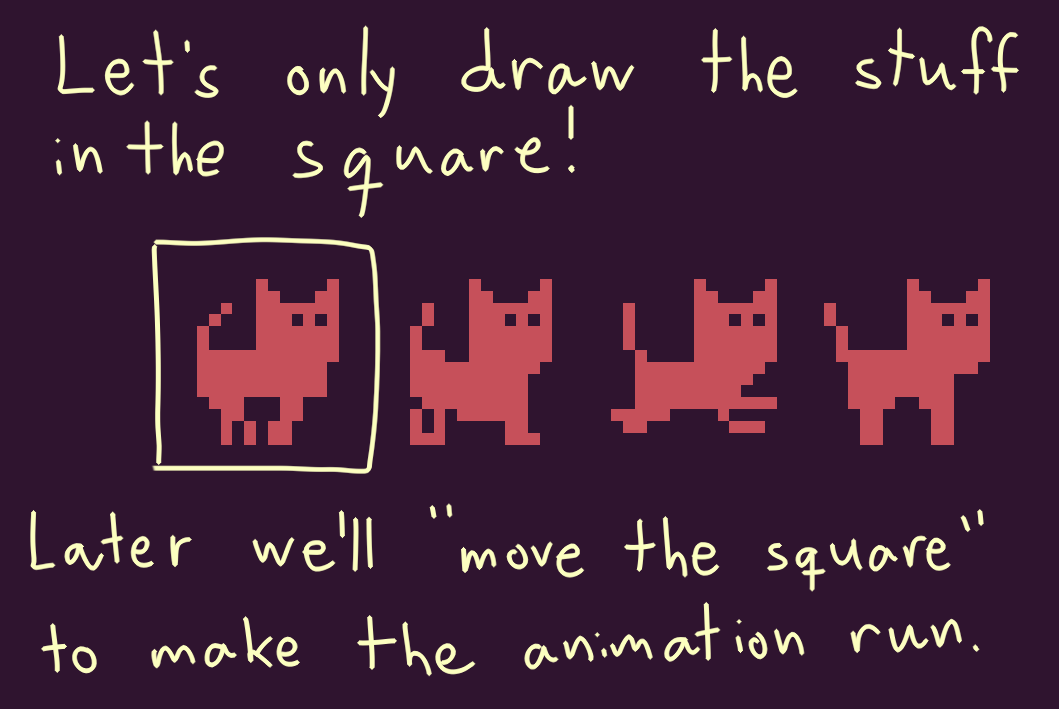 Let's only draw the stuff
in the square!
Later we'll "move the square"
to make the animation run.